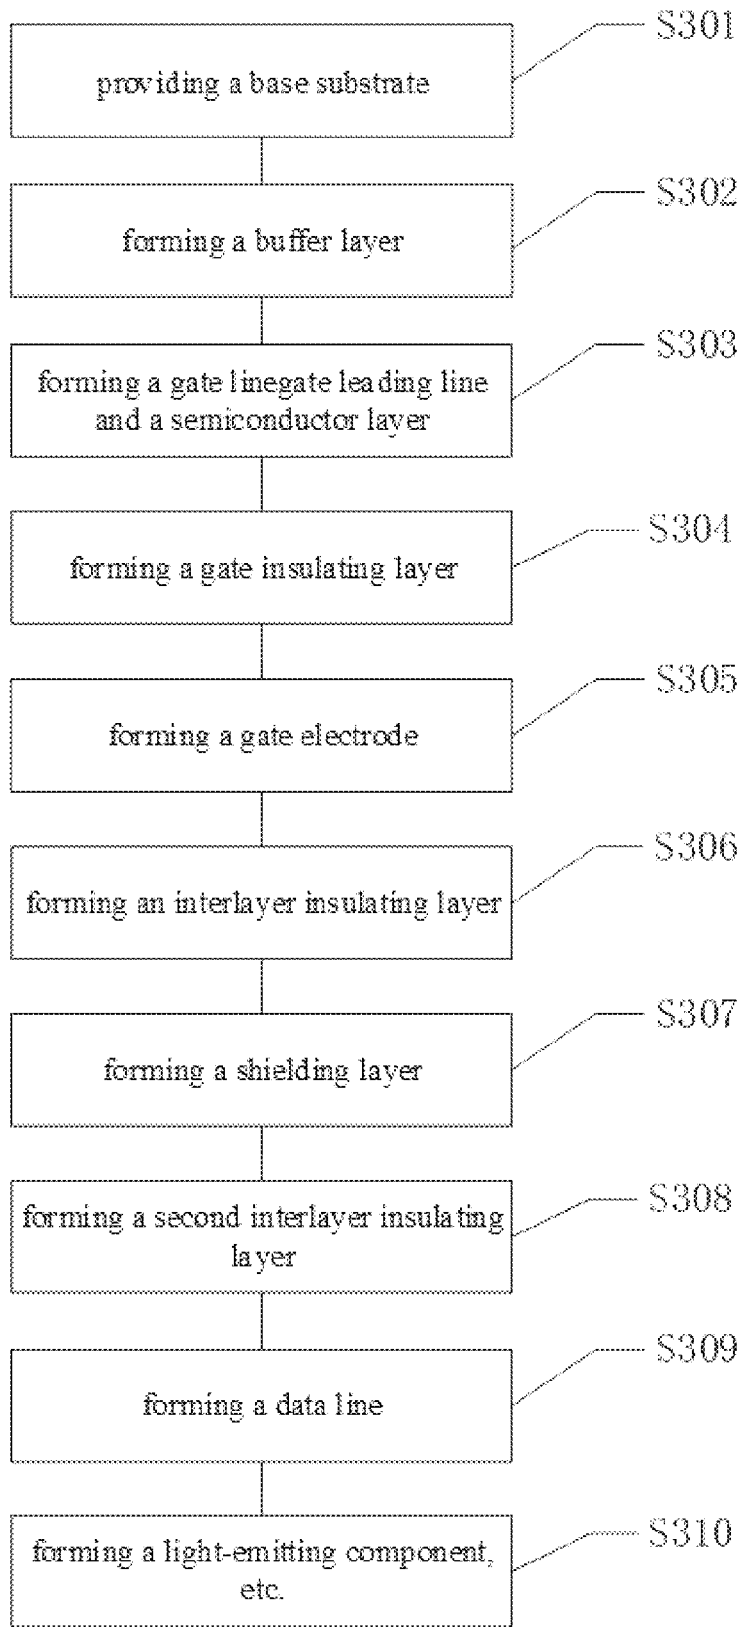 S301
providing a base substrate
S302
forming a buffer layer
S303
forming a gate linegate leading line
and a semiconductor layer
S304
forming a gate insulating layer
S305
forming a gate electrode
S306
forming an interlayer insulating layer
S307
forming a shielding layer
S308
forming a second interlayer insulating
layer
S309
forming a data line
S310
forming a light-emitting component,
etc.